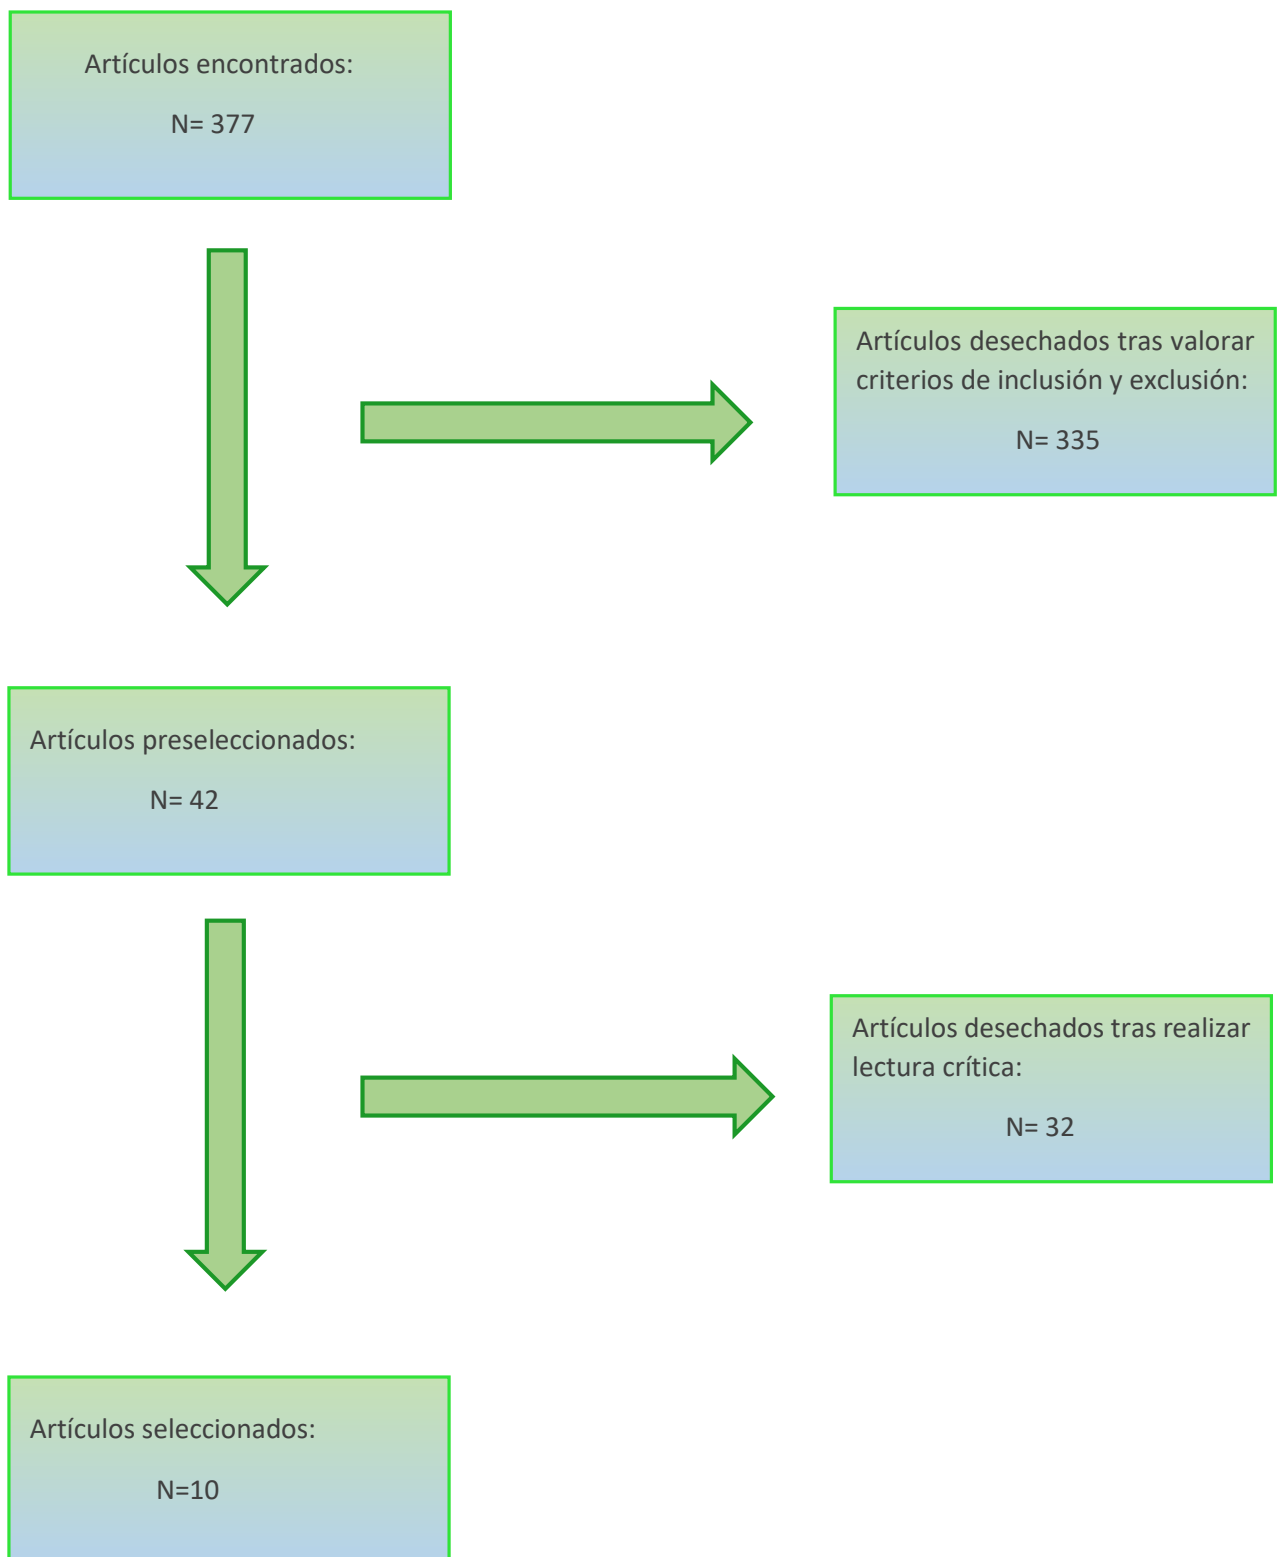 Artículos encontrados:
N= 377
Artículos desechados tras valorar
criterios de inclusión y exclusión:
N= 335
Artículos preseleccionados:
N= 42
Artículos desechados tras realizar
lectura crítica:
N= 32
Artículos seleccionados:
N=10